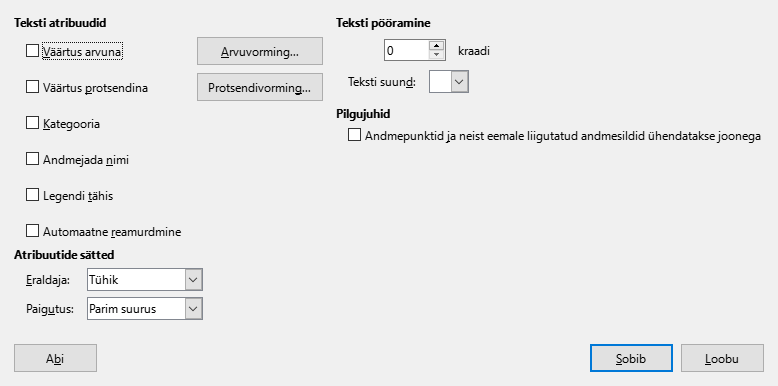 Teksti atribuudid
Väärtus arvuna
Arvuvorming...
Väärtus protsendina
Protsendivorming...
Kategooria
Andmejada nimi
Legendi tähis
Automaatne reamurdmine
Atribuutide sätted
Eraldaja: Tühik
Paigutus: Parim suurus
Teksti pööramine
0 kraadi
Teksti suund:
Pilgujuhid
Andmepunktid ja neist eemale liigutatud andmesildid ühendatakse joonega
Abi
Sobib
Loobu